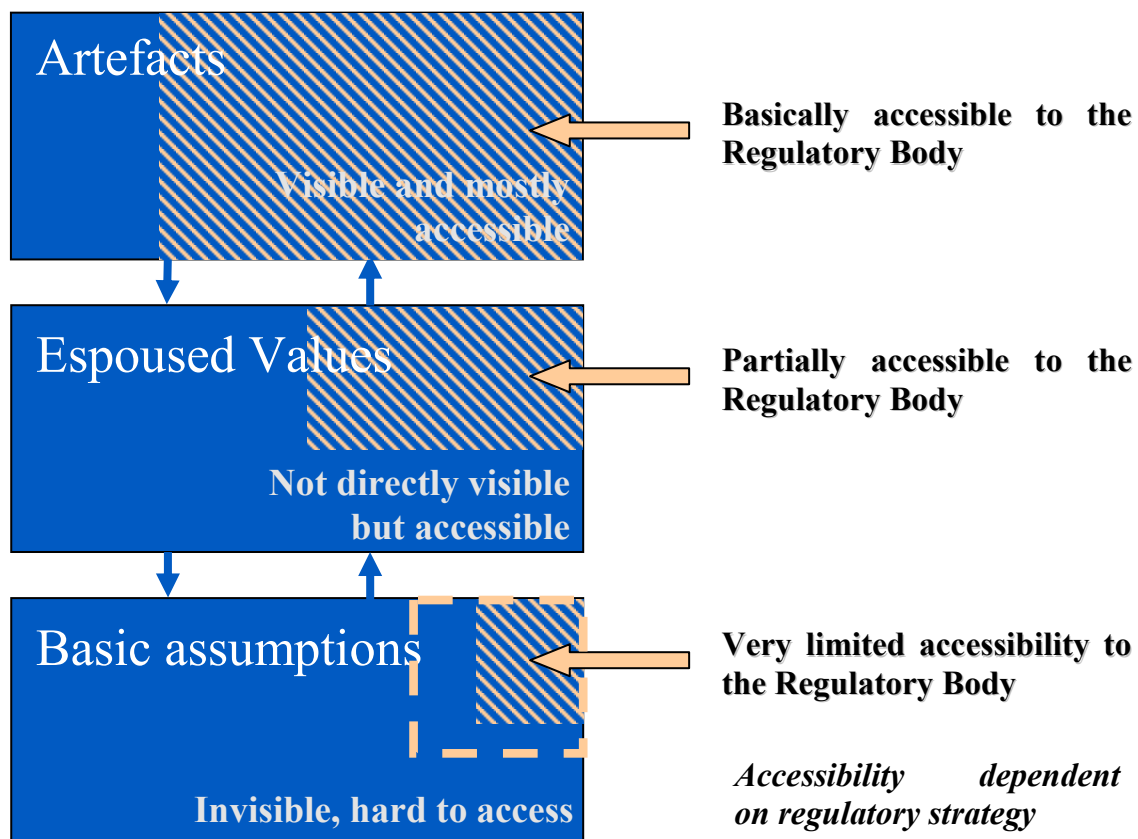 Artefacts
Visible and mostly
accessible
Basically accessible to the
Regulatory Body
Espoused Values
Not directly visible
but accessible
Partially accessible to the
Regulatory Body
Basic assumptions
Invisible, hard to access
Very limited accessibility to
the Regulatory Body
Accessibility dependent
on regulatory strategy